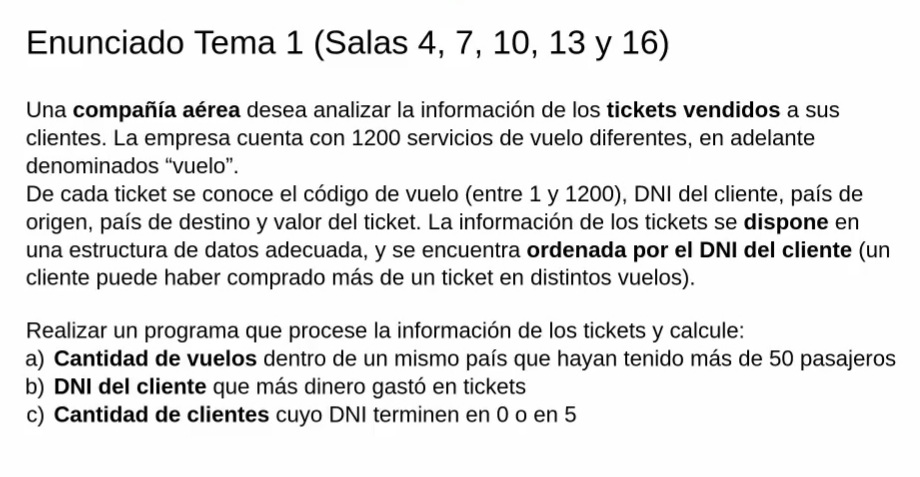 Enunciado Tema 1 (Salas 4, 7, 10, 13 y 16)
Una compañía aérea desea analizar la información de los tickets vendidos a sus
clientes. La empresa cuenta con 1200 servicios de vuelo diferentes, en adelante
denominados “vuelo”.
De cada ticket se conoce el código de vuelo (entre 1 y 1200), DNI del cliente, país de
origen, país de destino y valor del ticket. La información de los tickets se dispone en
una estructura de datos adecuada, y se encuentra ordenada por el DNI del cliente (un
cliente puede haber comprado más de un ticket en distintos vuelos).
Realizar un programa que procese la información de los tickets y calcule:
a) Cantidad de vuelos dentro de un mismo país que hayan tenido más de 50 pasajeros
b) DNI del cliente que más dinero gastó en tickets
c) Cantidad de clientes cuyo DNI terminen en 0 o en 5